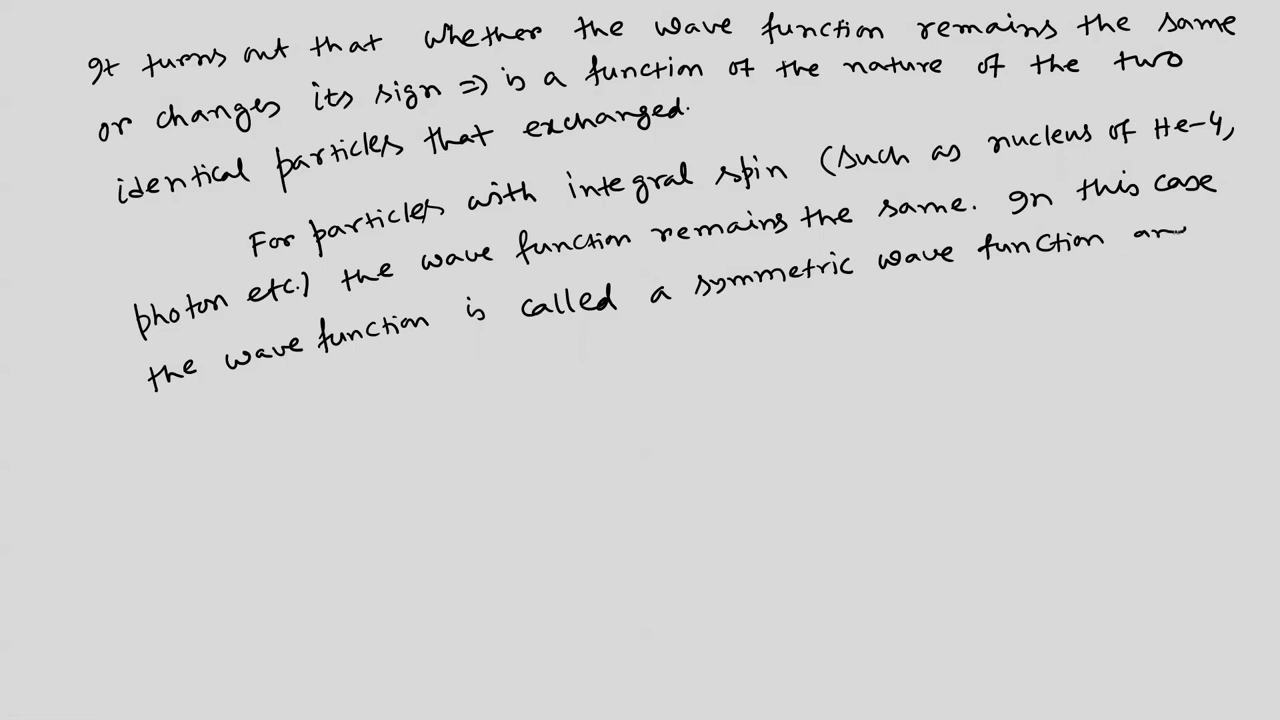 It turns out that whether the wave function remains the same
or changes its sign => is a function of the nature of the two
identical particles that exchanged.
For particles with integral spin (such as nucleus of He-4,
photon etc.) the wave function remains the same. In this case
the wave function is called a symmetric wave function an